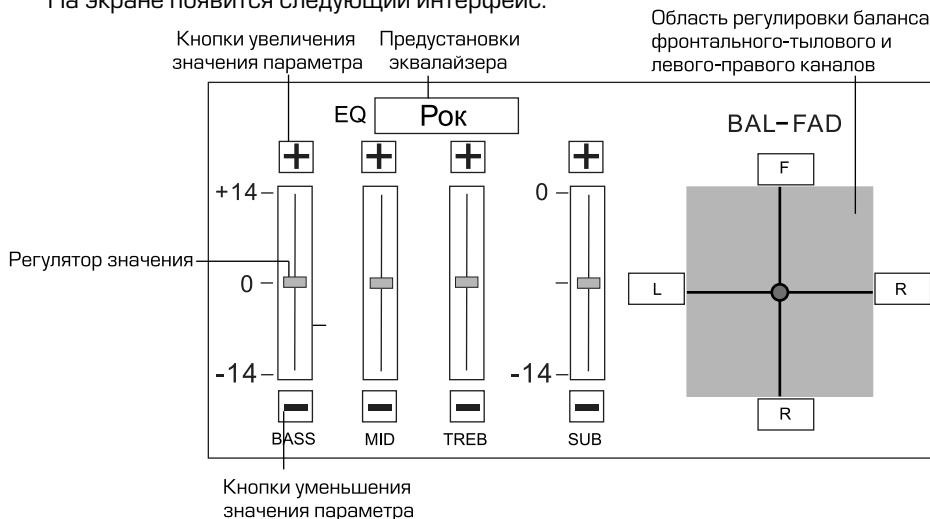 На экране появится следующий интерфейс:
Кнопки увеличения
значения параметра
Предустановки
эквалайзера
Область регулировки баланса
фронтального-тылового и
левого-правого каналов
EQ Рок
BAL-FAD
F
+14
0
Регулятор значения
0
L
R
-14
-14
R
BASS MID TREB SUB
Кнопки уменьшения
значения параметра